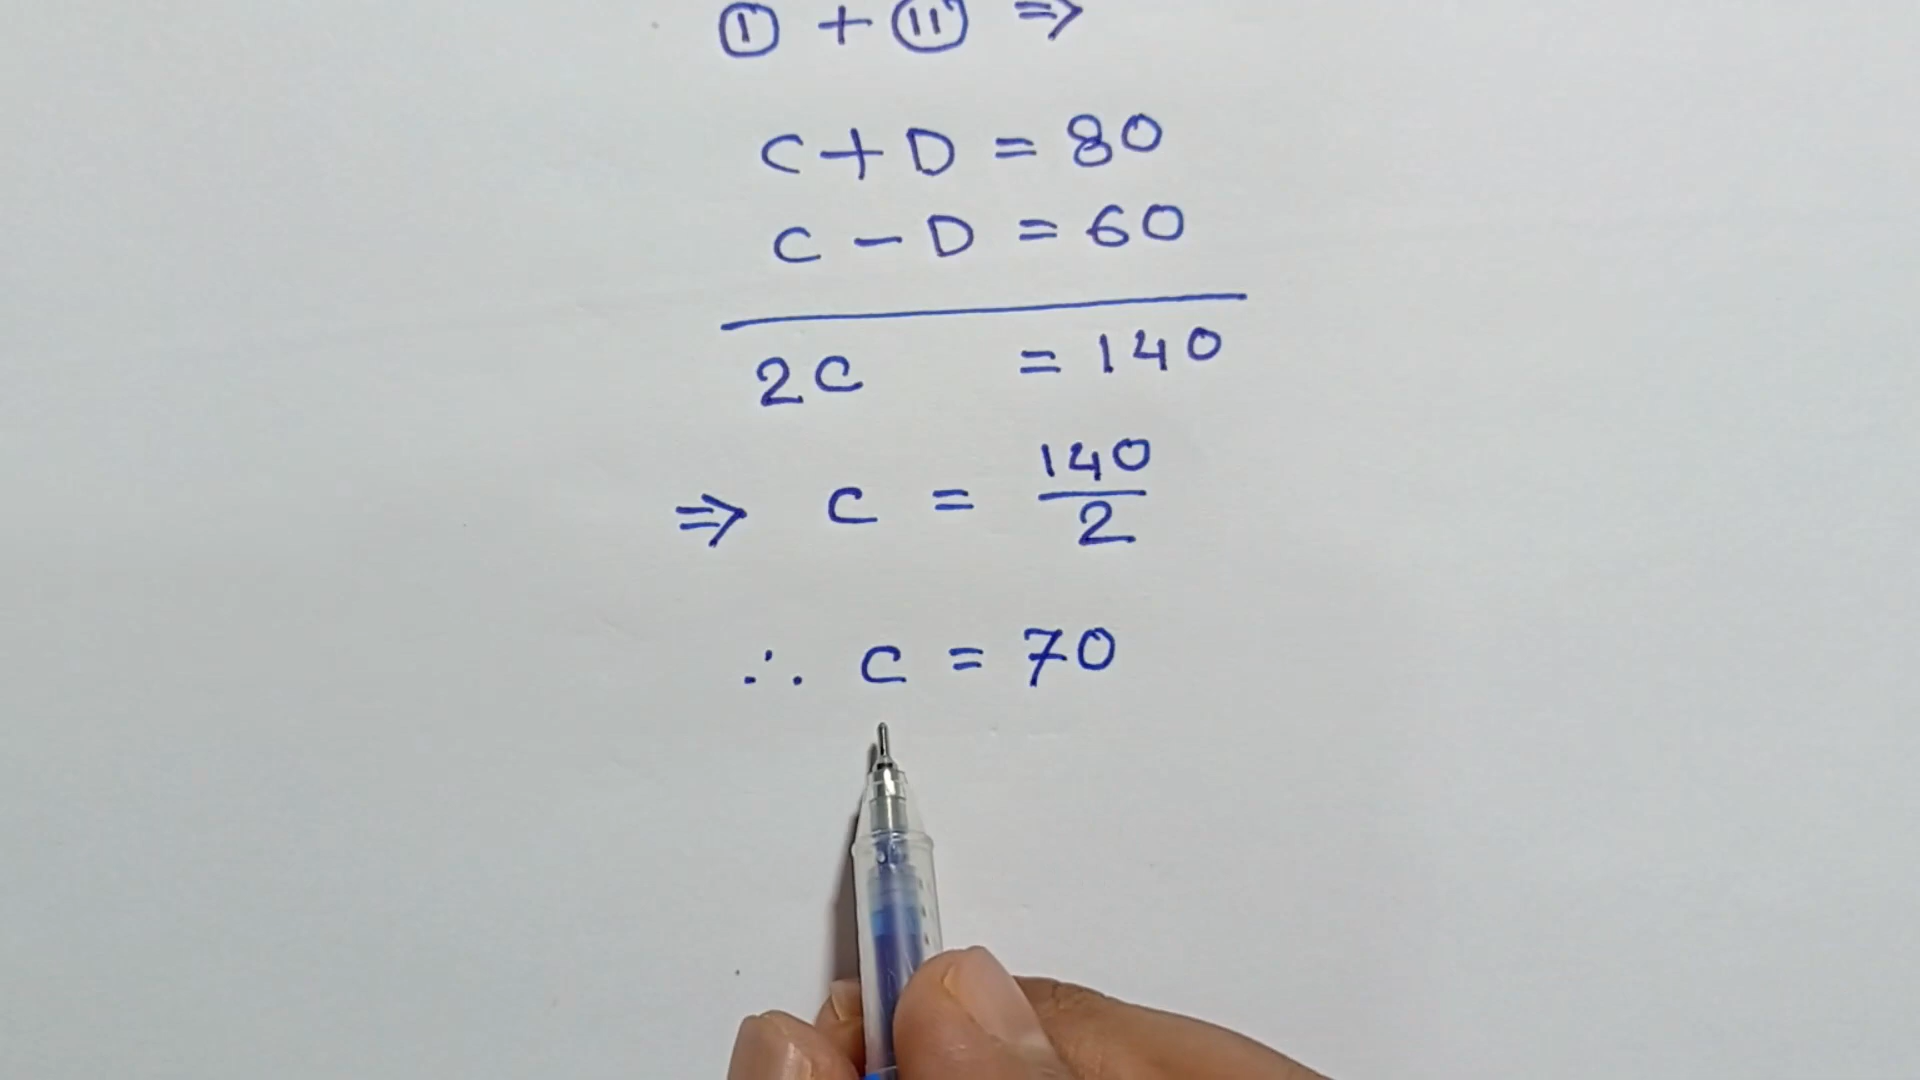 Ⓘ + Ⓘⓘ ⇒
C + D = 80
C - D = 60
2C = 140
⇒ C = 140/2
∴ C = 70